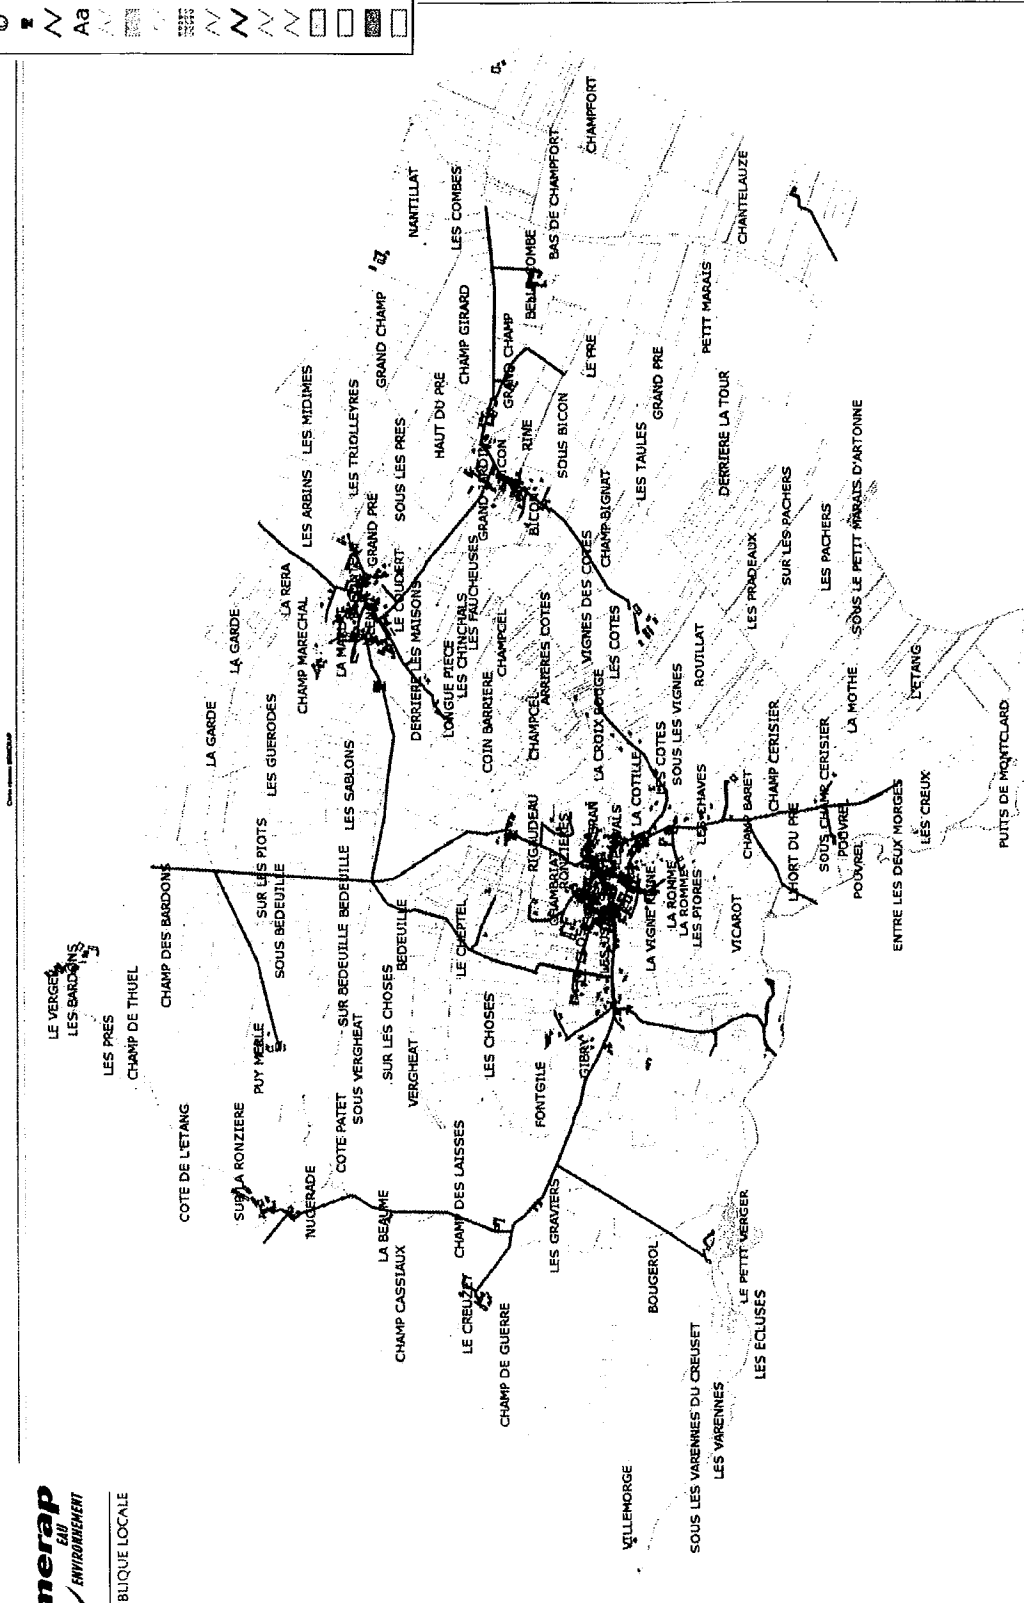 merap
EAU
ENVIRONNEMENT
BLIQUE LOCALE
Aa
LE VERGER
LES BARDONS
LES PRES
CHAMP DE THUEL
CHAMP DES BARDONS
COTE DE L'ETANG
LA GARDE
LA GARDE
SUR LA RONZIERE
PUY MERLE
SUR LES PIOTS
SOUS BEDEUILLE
LES GUERODES
LA RERA
CHAMP MARECHAL
LES ARBINS
LES MIDIMES
NUGERADE
COTE PATET
SOUS VERGHEAT
SUR BEDEUILLE
BEDEUILLE
LES SABLONS
LES TRIOLLEYRES
GRAND PRE
GRAND CHAMP
LA BEAUME
CHAMP CASSIAUX
SUR LES CHOSES
BEDEUILLE
VERGHEAT
LE COUDERT
DERRIERE LES MAISONS
SOUS LES PRES
NANTILLAT
HAUT DU PRE
LES COMBES
CHAMP GIRARD
LONGUE PIECE
LES CHINCHALS
LES FAUCHEUSES
GRAND JARDIN
CHAMP DES LAISSES
LE CHEPTEL
LE CREUZET
LES CHOSES
COIN BARRIERE
CHAMPCEL
CHAMP DE GUERRE
GRAND CHAMP
RINE
BICON
BAS DE CHAMPFORT
FONTGILE
RIGAUDEAU
CHAMPCEL
ARRIERES COTES
LES GRAVIERS
SOUS BICON
LE PRE
CHAMPFORT
GIBRY
VIGNES DES COTES
CHAMP BIGNAT
LA CROIX ROUGE
LES COTES
VILLEMORGE
LES TAULES
GRAND PRE
BOUGEROL
LA COTILLE
LES COTES
SOUS LES VIGNES
LA ROMME
LA ROMME
LES PIORES
LES CHAVES
ROUILLAT
PETIT MARAIS
SOUS LES VARENNES DU CREUSET
LES VARENNES
DERRIERE LA TOUR
CHANTELAUZE
LE PETIT VERGER
LES ECLUSES
VICAROT
CHAMP BARET
LES PRADEAUX
CHAMP CERISIER
SUR LES PACHERS
L'HORT DU PRE
SOUS CHAMP CERISIER
LES PACHERS
POUVREL
POUVREL
LA MOTHE
SOUS LE PETIT MARAIS D'ARTONNE
ENTRE LES DEUX MORGES
LES CREUX
L'ETANG
PUITS DE MONTCLARD